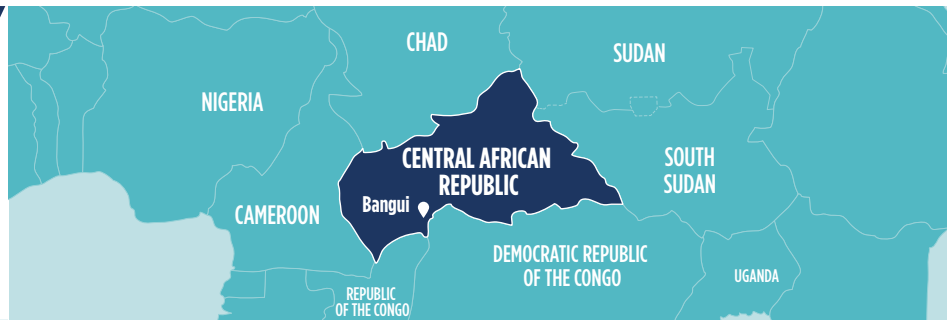 CHAD
SUDAN
NIGERIA
CENTRAL AFRICAN
REPUBLIC
SOUTH
SUDAN
Bangui
CAMEROON
DEMOCRATIC REPUBLIC
OF THE CONGO
UGANDA
REPUBLIC
OF THE CONGO